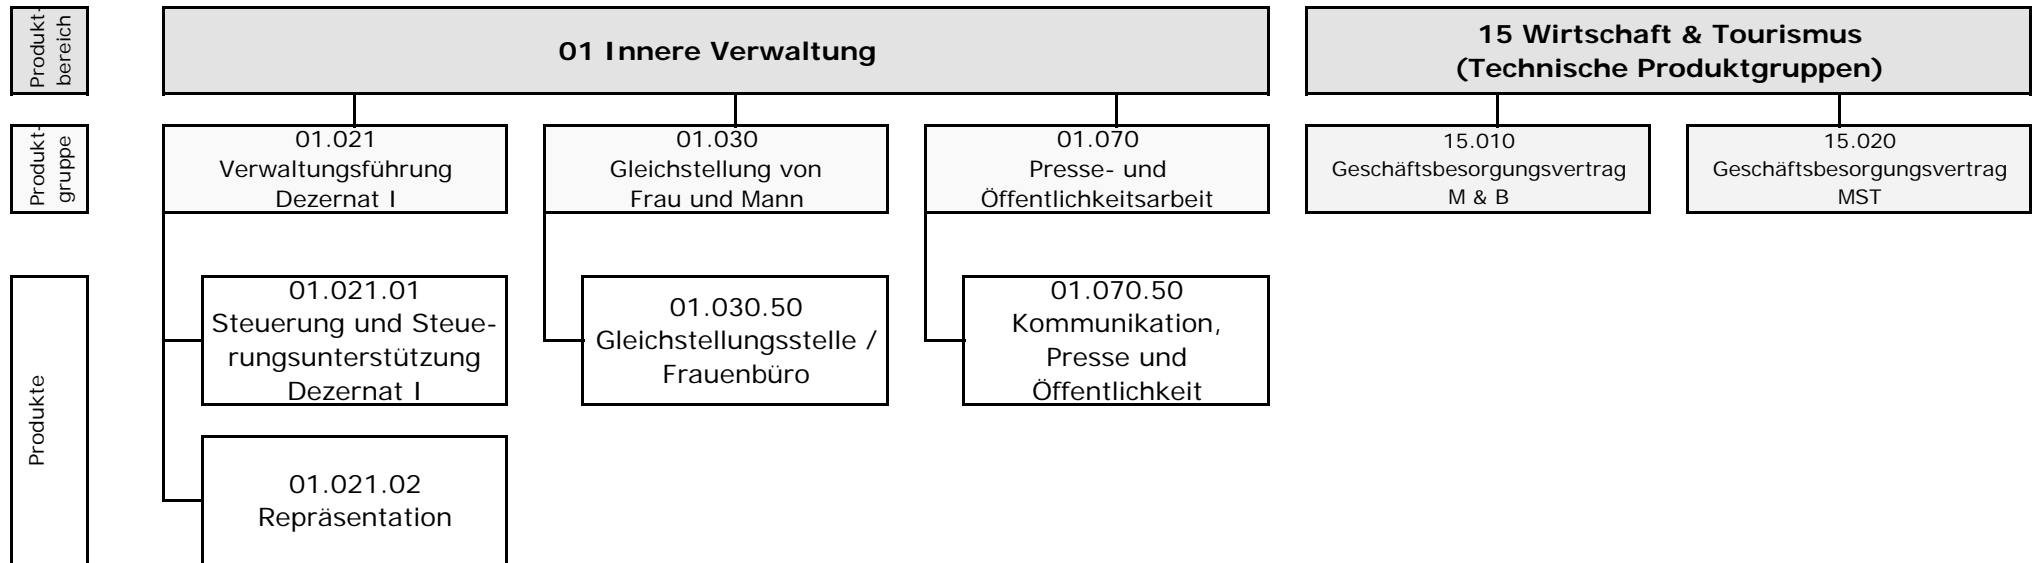 Produkt-
bereich
01 Innere Verwaltung
15 Wirtschaft & Tourismus
(Technische Produktgruppen)
Produkt-
gruppe
01.021
Verwaltungsführung
Dezernat I
01.030
Gleichstellung von
Frau und Mann
01.070
Presse- und
Öffentlichkeitsarbeit
15.010
Geschäftsbesorgungsvertrag
M & B
15.020
Geschäftsbesorgungsvertrag
MST
Produkte
01.021.01
Steuerung und Steue-
rungsunterstützung
Dezernat I
01.030.50
Gleichstellungsstelle /
Frauenbüro
01.070.50
Kommunikation,
Presse und
Öffentlichkeit
01.021.02
Repräsentation